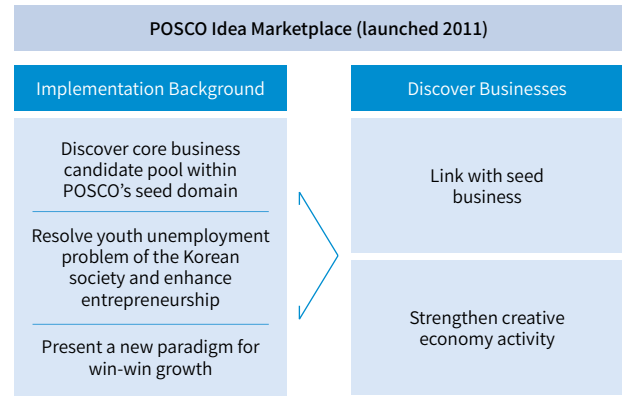 POSCO Idea Marketplace (launched 2011)
Implementation Background
Discover core business
candidate pool within
POSCO's seed domain
Resolve youth unemployment
problem of the Korean
society and enhance
entrepreneurship
Present a new paradigm for
win-win growth
Discover Businesses
Link with seed
business
Strengthen creative
economy activity